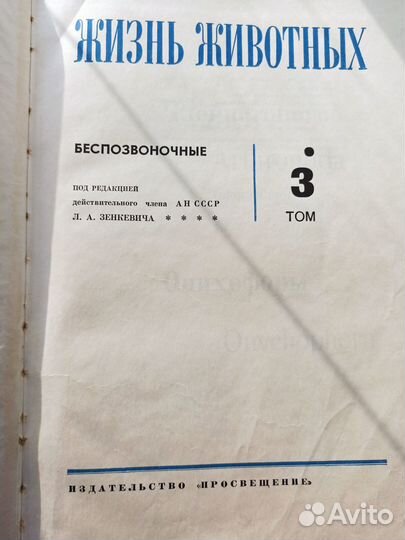 ЖИЗНЬ ЖИВОТНЫХ
БЕСПОЗВОНОЧНЫЕ
ПОД РЕДАКЦИЕЙ
действительного члена АН СССР
Л. А. ЗЕНКЕВИЧА * * * *
3
ТОМ
ИЗДАТЕЛЬСТВО «ПРОСВЕЩЕНИЕ»
Avito